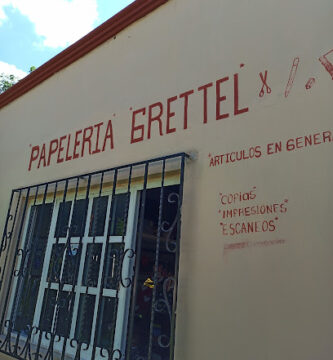 "PAPELERIA "GRETTEL"
"ARTICULOS EN GENER
"COPIAS"
"IMPRESIONES"
"ESCANEOS"